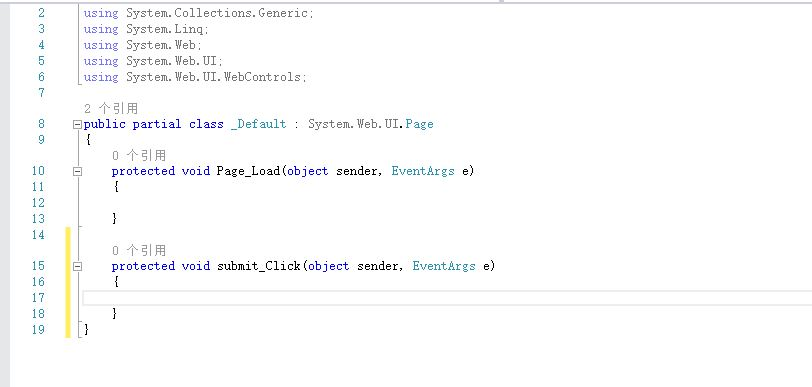 2 using System.Collections.Generic;
3 using System.Linq;
4 using System.Web;
5 using System.Web.UI;
6 using System.Web.UI.WebControls;
7
2 个引用
8 public partial class _Default : System.Web.UI.Page
9 {
0 个引用
10 protected void Page_Load(object sender, EventArgs e)
11 {
12
13 }
14
0 个引用
15 protected void submit_Click(object sender, EventArgs e)
16 {
17
18 }
19 }